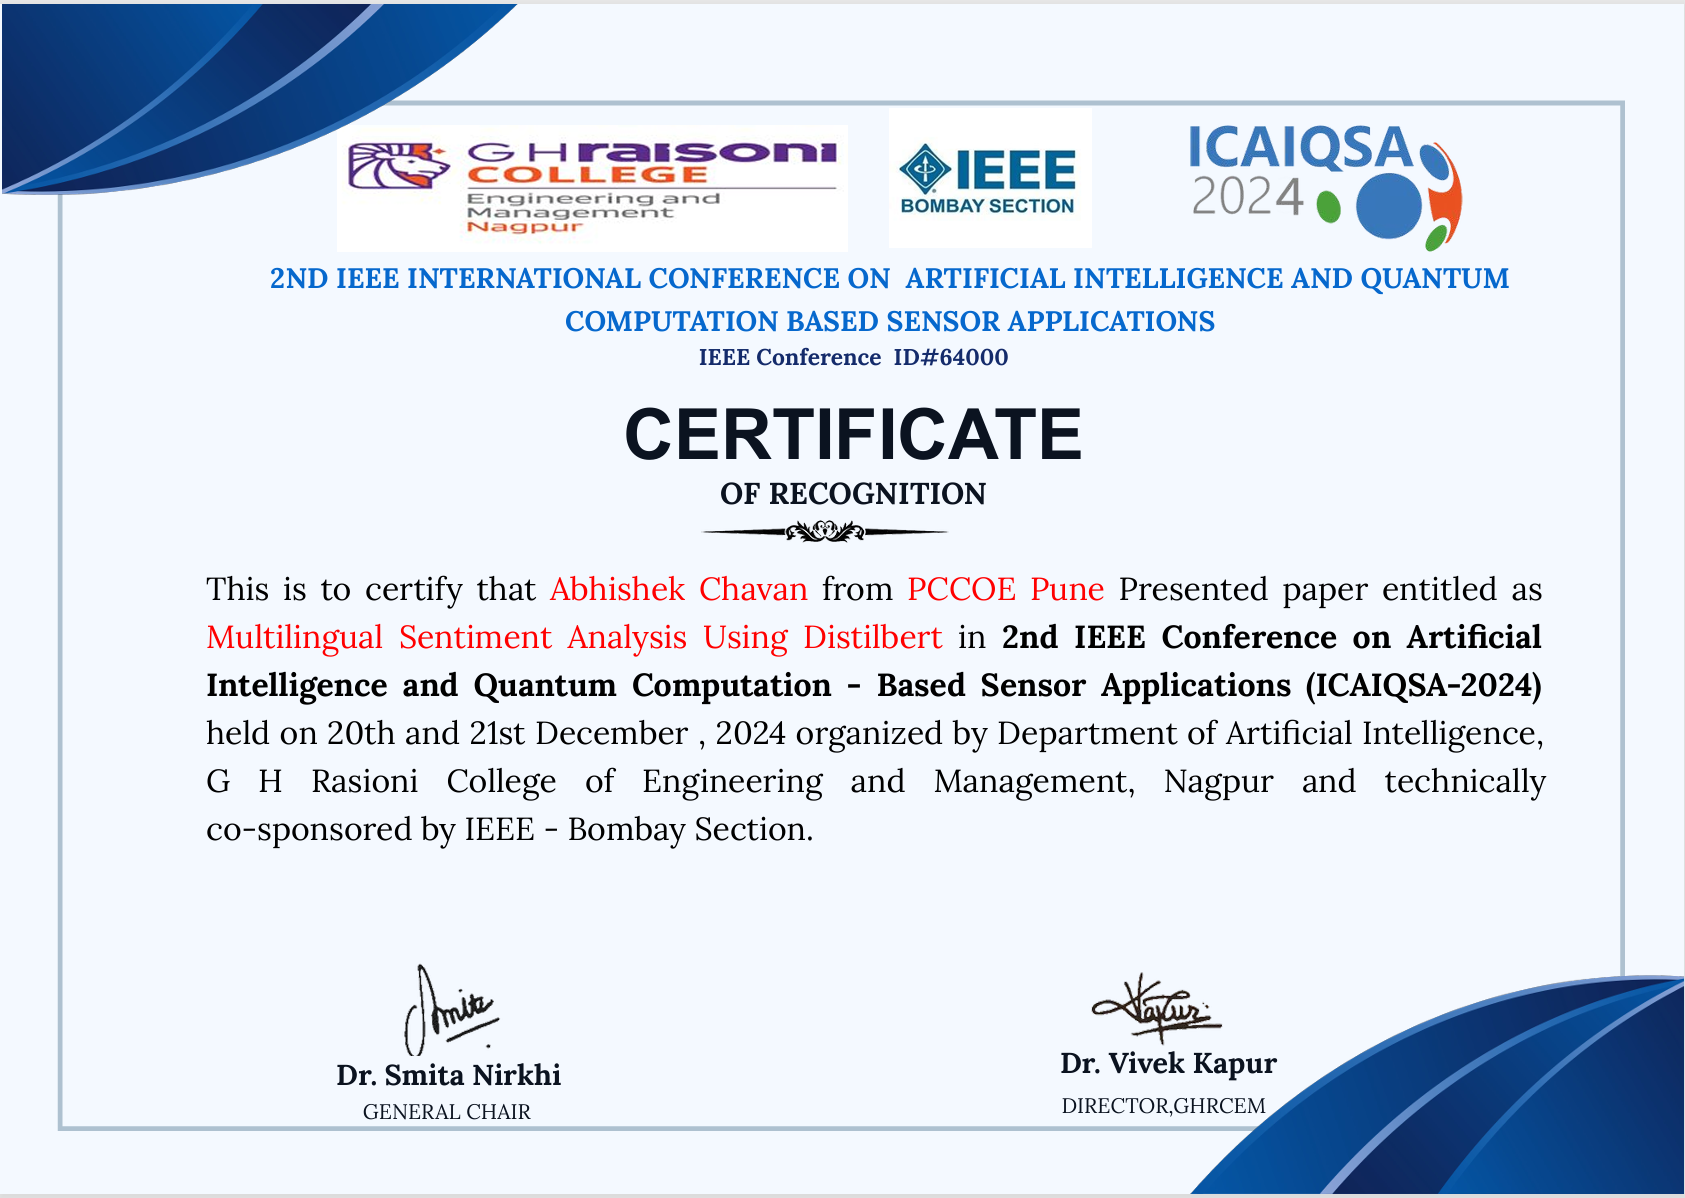 G H raisoni
COLLEGE
Engineering and
Management
Nagpur
IEEE
BOMBAY SECTION
ICAIQSA
2024
2ND IEEE INTERNATIONAL CONFERENCE ON ARTIFICIAL INTELLIGENCE AND QUANTUM
COMPUTATION BASED SENSOR APPLICATIONS
IEEE Conference ID#64000
CERTIFICATE
OF RECOGNITION
This is to certify that Abhishek Chavan from PCCOE Pune Presented paper entitled as
Multilingual Sentiment Analysis Using Distilbert in 2nd IEEE Conference on Artificial
Intelligence and Quantum Computation - Based Sensor Applications (ICAIQSA-2024)
held on 20th and 21st December , 2024 organized by Department of Artificial Intelligence,
G H Rasioni College of Engineering and Management, Nagpur and technically
co-sponsored by IEEE - Bombay Section.
Smita
Dr. Smita Nirkhi
GENERAL CHAIR
VKapur
Dr. Vivek Kapur
DIRECTOR,GHRCEM